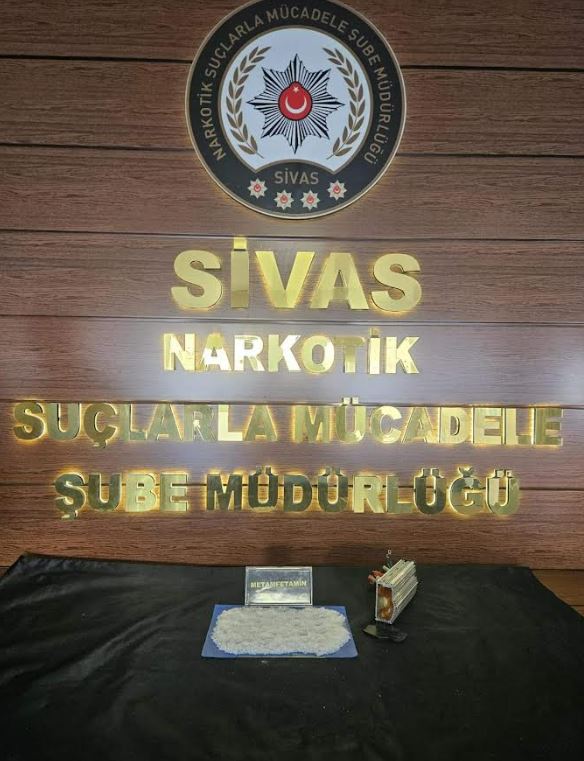 NARKOTİK SUÇLARLA MÜCADELE ŞUBE MÜDÜRLÜĞÜ
SİVAS
SİVAS
NARKOTİK
SUÇLARLA MÜCADELE
ŞUBE MÜDÜRLÜĞÜ
METAMFETAMİN